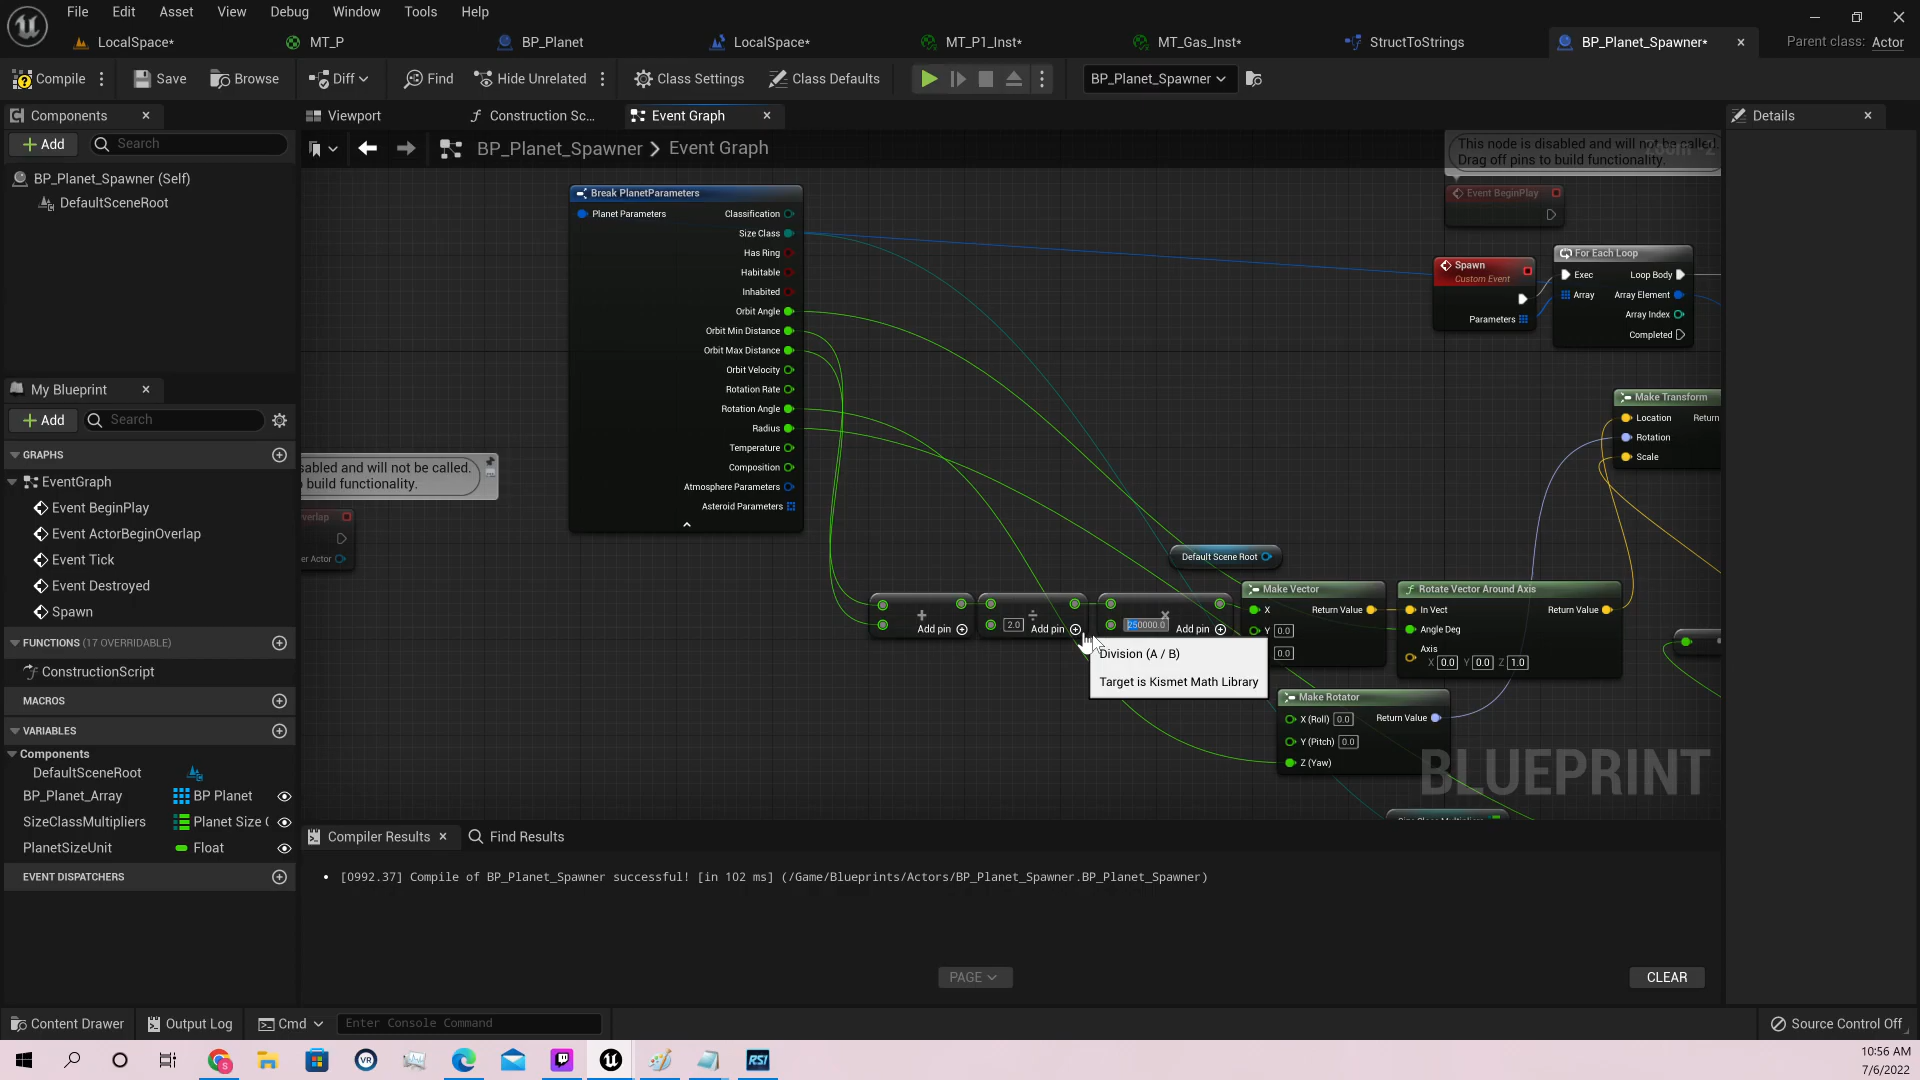 File Edit Asset View Debug Window Tools Help
LocalSpace* MT_P BP_Planet LocalSpace* MT_P1_Inst* MT_Gas_Inst* StructToStrings BP_Planet_Spawner* Parent class: Actor
Compile Save Browse Diff Find Hide Unrelated Class Settings Class Defaults BP_Planet_Spawner
Components
Add Search
BP_Planet_Spawner (Self)
DefaultSceneRoot
Viewport Construction Sc... Event Graph
BP_Planet_Spawner > Event Graph
Details
This node is disabled and will not be called.
Drag off pins to build functionality.
Event BeginPlay
Break PlanetParameters
Planet Parameters Classification
Size Class
Has Ring
Habitable
Inhabited
Orbit Angle
Orbit Min Distance
Orbit Max Distance
Orbit Velocity
Rotation Rate
Rotation Angle
Radius
Temperature
Composition
Atmosphere Parameters
Asteroid Parameters
Spawn
Custom Event
Parameters
For Each Loop
Exec Loop Body
Array Array Element
Array Index
Completed
Make Transform
Location Return
Rotation
Scale
sabled and will not be called.
build functionality.
verlap
er Actor
Default Scene Root
+
Add pin
÷
2.0 Add pin
×
250000.0 Add pin
Make Vector
X Return Value
Y 0.0
0.0
Rotate Vector Around Axis
In Vect Return Value
Angle Deg
Axis
X 0.0 Y 0.0 Z 1.0
Division (A / B)
Target is Kismet Math Library
Make Rotator
X (Roll) 0.0 Return Value
Y (Pitch) 0.0
Z (Yaw)
BLUEPRINT
My Blueprint
Add Search
GRAPHS
EventGraph
Event BeginPlay
Event ActorBeginOverlap
Event Tick
Event Destroyed
Spawn
FUNCTIONS (17 OVERRIDABLE)
ConstructionScript
MACROS
VARIABLES
Components
DefaultSceneRoot
BP_Planet_Array BP Planet
SizeClassMultipliers Planet Size
PlanetSizeUnit Float
EVENT DISPATCHERS
Compiler Results Find Results
[0992.37] Compile of BP_Planet_Spawner successful! [in 102 ms] (/Game/Blueprints/Actors/BP_Planet_Spawner.BP_Planet_Spawner)
PAGE CLEAR
Content Drawer Output Log Cmd Enter Console Command Source Control Off
VR RSI
10:56 AM
7/6/2022